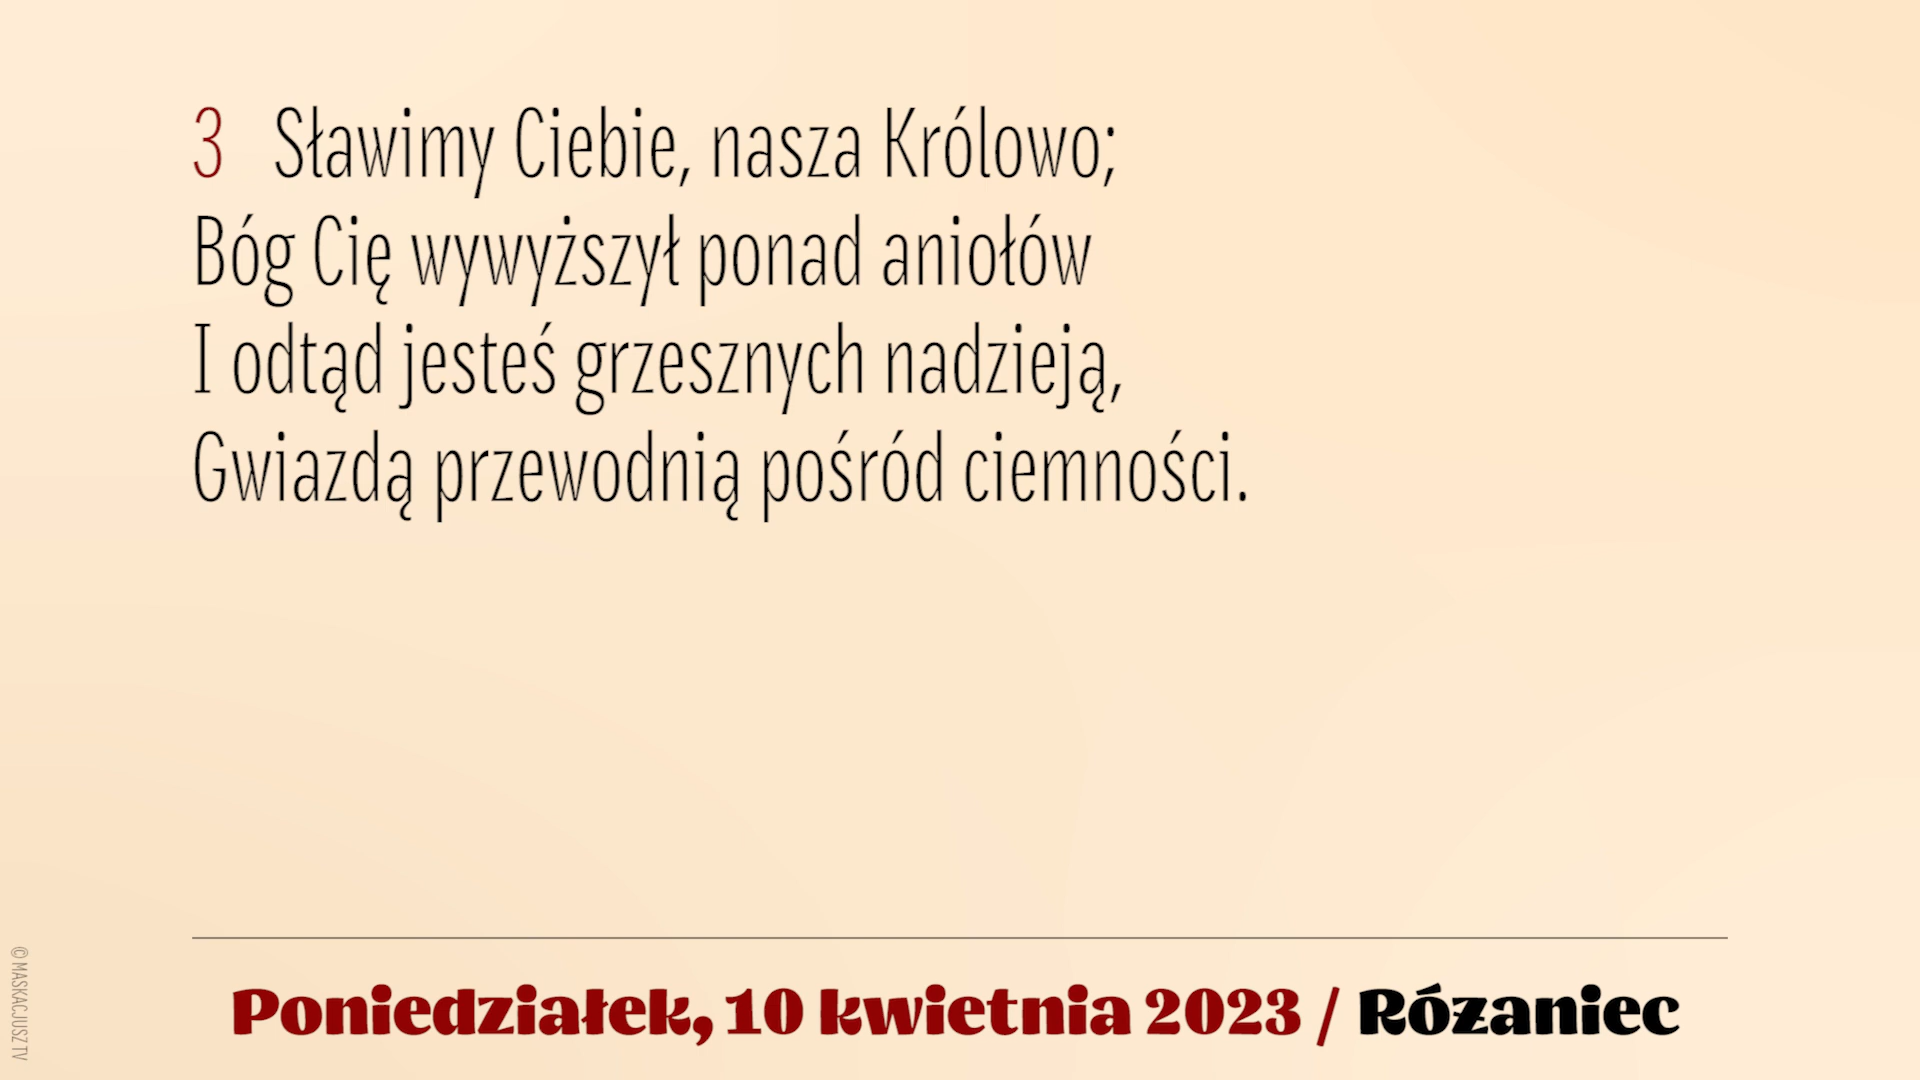 3 Sławimy Ciebie, nasza Królowo;
Bóg Cię wywyższył ponad aniołów
I odtąd jesteś grzesznych nadzieją,
Gwiazdą przewodnią pośród ciemności.
Poniedziałek, 10 kwietnia 2023 / Różaniec
© MASKACJUSZ TV